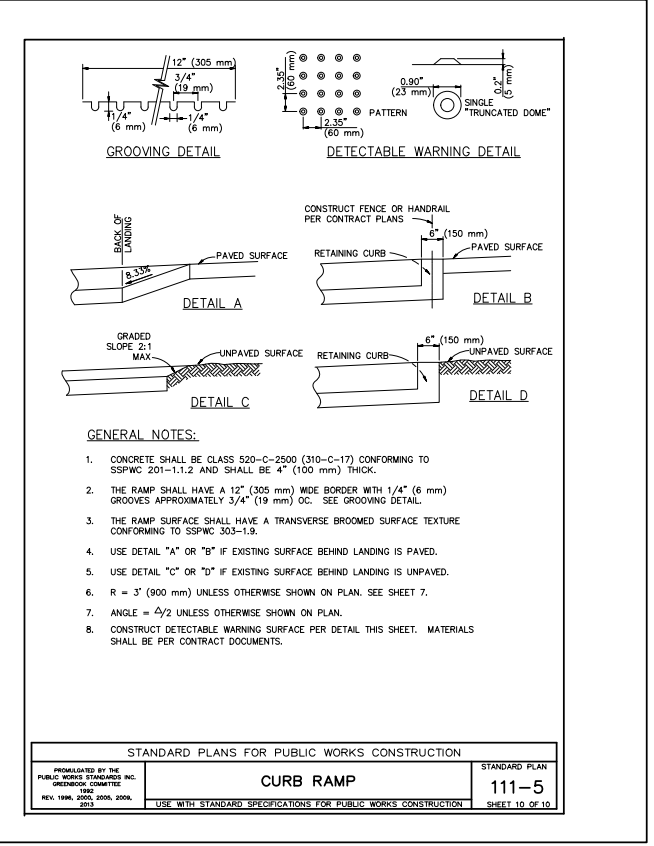 12" (305 mm)
3/4"
(19 mm)
1/4"
(6 mm)
1/4"
(6 mm)
GROOVING DETAIL
2.35"
(60 mm)
PATTERN
2.35"
(60 mm)
0.90"
(23 mm)
0.2"
(5 mm)
SINGLE
"TRUNCATED DOME"
DETECTABLE WARNING DETAIL
BACK OF
LANDING
8.33%
PAVED SURFACE
DETAIL A
CONSTRUCT FENCE OR HANDRAIL
PER CONTRACT PLANS
6" (150 mm)
RETAINING CURB
PAVED SURFACE
DETAIL B
GRADED
SLOPE 2:1
MAX
UNPAVED SURFACE
DETAIL C
6" (150 mm)
RETAINING CURB
UNPAVED SURFACE
DETAIL D
GENERAL NOTES:
1. CONCRETE SHALL BE CLASS 520-C-2500 (310-C-17) CONFORMING TO
SSPWC 201-1.1.2 AND SHALL BE 4" (100 mm) THICK.
2. THE RAMP SHALL HAVE A 12" (305 mm) WIDE BORDER WITH 1/4" (6 mm)
GROOVES APPROXIMATELY 3/4" (19 mm) OC. SEE GROOVING DETAIL.
3. THE RAMP SURFACE SHALL HAVE A TRANSVERSE BROOMED SURFACE TEXTURE
CONFORMING TO SSPWC 303-1.9.
4. USE DETAIL "A" OR "B" IF EXISTING SURFACE BEHIND LANDING IS PAVED.
5. USE DETAIL "C" OR "D" IF EXISTING SURFACE BEHIND LANDING IS UNPAVED.
6. R = 3' (900 mm) UNLESS OTHERWISE SHOWN ON PLAN. SEE SHEET 7.
7. ANGLE = △/2 UNLESS OTHERWISE SHOWN ON PLAN.
8. CONSTRUCT DETECTABLE WARNING SURFACE PER DETAIL THIS SHEET. MATERIALS
SHALL BE PER CONTRACT DOCUMENTS.
STANDARD PLANS FOR PUBLIC WORKS CONSTRUCTION
PROMULGATED BY THE
PUBLIC WORKS STANDARDS INC.
GREENBOOK COMMITTEE
1992
REV. 1996, 2000, 2005, 2009,
2013
CURB RAMP
USE WITH STANDARD SPECIFICATIONS FOR PUBLIC WORKS CONSTRUCTION
STANDARD PLAN
111-5
SHEET 10 OF 10